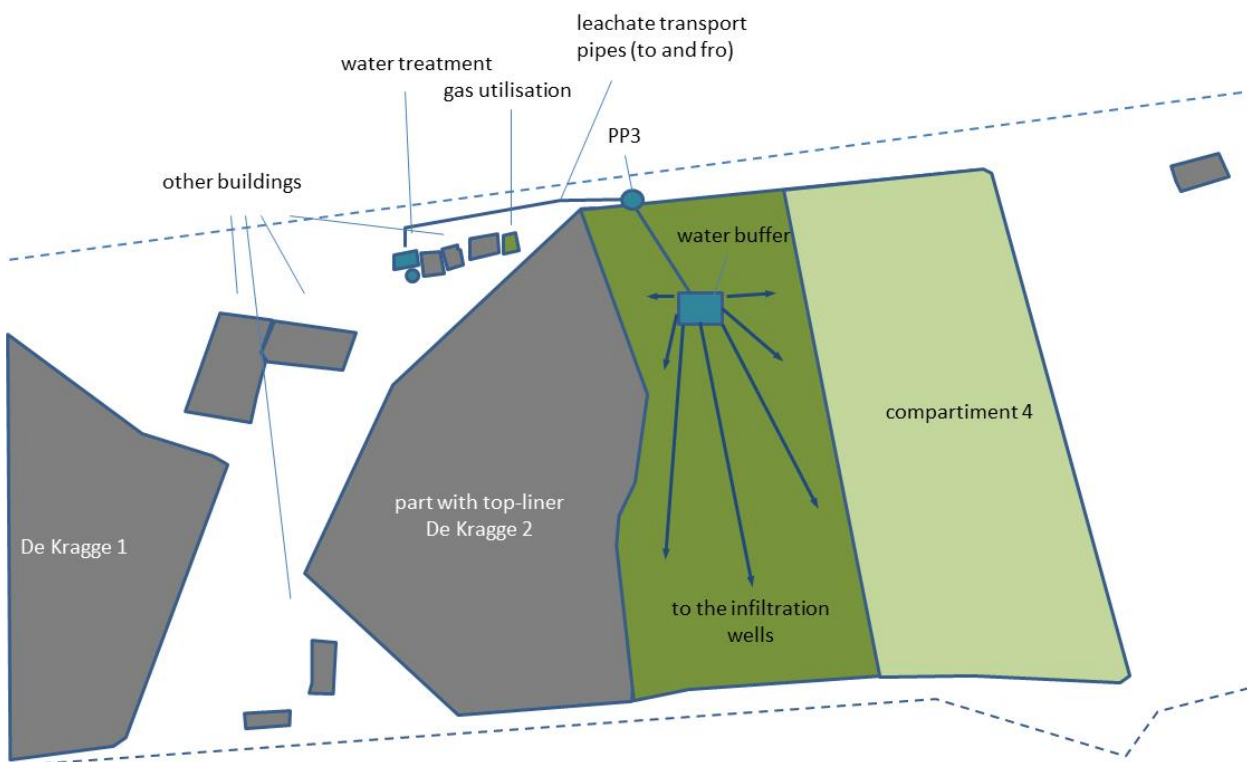 leachate transport
pipes (to and fro)
water treatment
gas utilisation
PP3
other buildings
water buffer
compartiment 4
part with top-liner
De Kragge 2
De Kragge 1
to the infiltration
wells